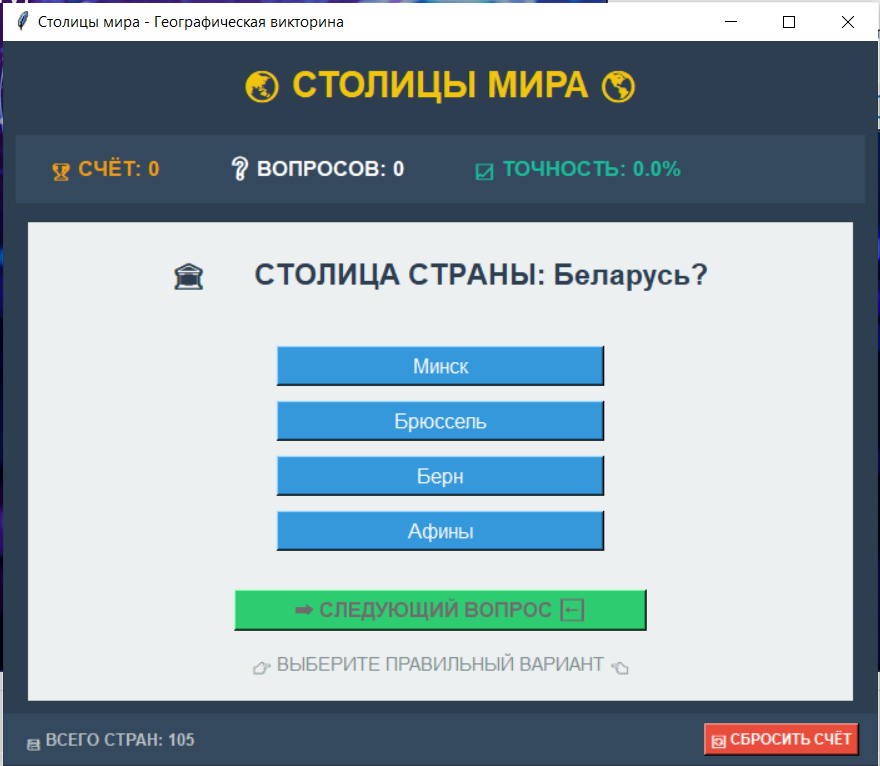 Столицы мира - Географическая викторина
СТОЛИЦЫ МИРА
СЧЁТ: 0
ВОПРОСОВ: 0
ТОЧНОСТЬ: 0.0%
СТОЛИЦА СТРАНЫ: Беларусь?
Минск
Брюссель
Берн
Афины
➡ СЛЕДУЮЩИЙ ВОПРОС
ВЫБЕРИТЕ ПРАВИЛЬНЫЙ ВАРИАНТ
ВСЕГО СТРАН: 105
СБРОСИТЬ СЧЁТ